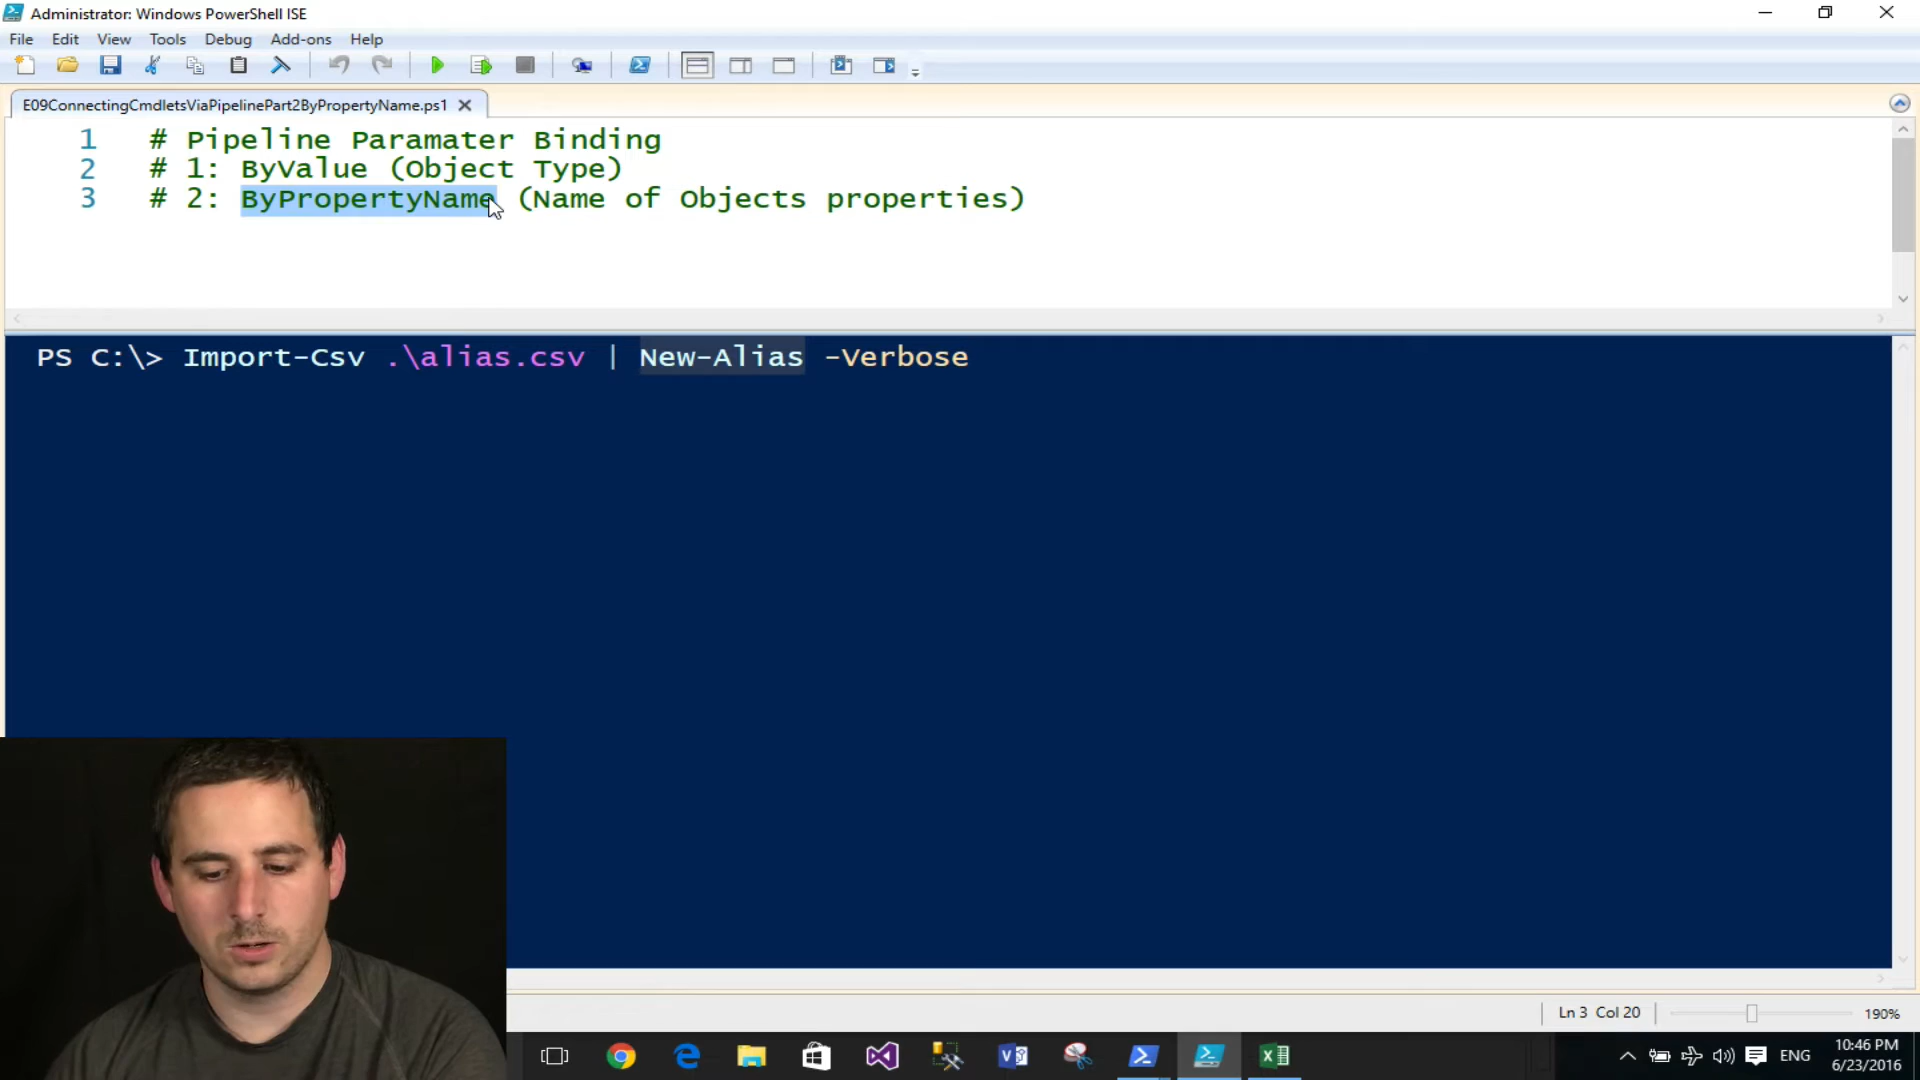 Administrator: Windows PowerShell ISE
File Edit View Tools Debug Add-ons Help
E09ConnectingCmdletsViaPipelinePart2ByPropertyName.ps1
1 # Pipeline Paramater Binding
2 # 1: ByValue (Object Type)
3 # 2: ByPropertyName (Name of Objects properties)
PS C:\> Import-Csv .\alias.csv | New-Alias -Verbose
Ln 3 Col 20 190%
ENG 10:46 PM
6/23/2016